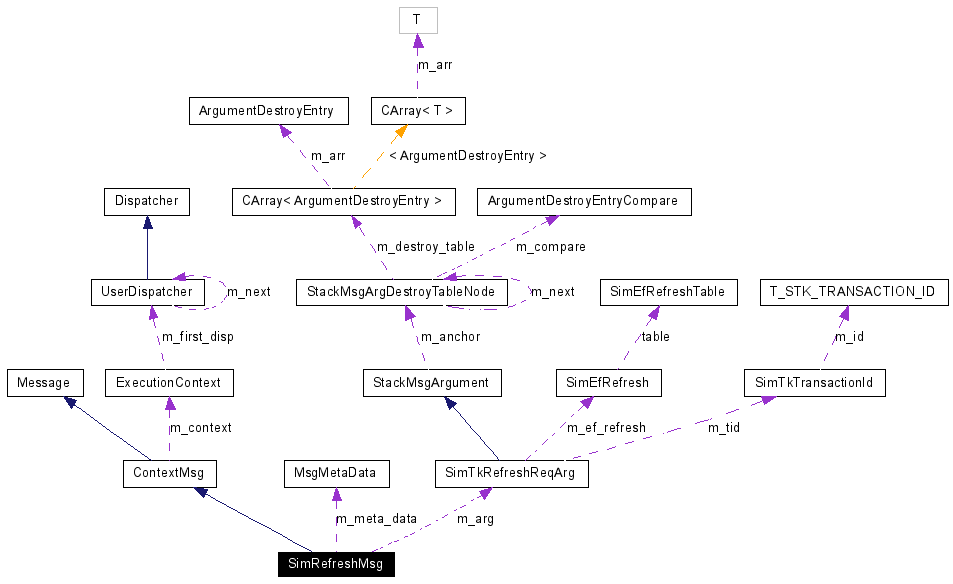 T
m_arr
ArgumentDestroyEntry
CArray< T >
m_arr
< ArgumentDestroyEntry >
Dispatcher
CArray< ArgumentDestroyEntry >
ArgumentDestroyEntryCompare
m_destroy_table
m_compare
UserDispatcher
m_next
StackMsgArgDestroyTableNode
m_next
SimEfRefreshTable
T_STK_TRANSACTION_ID
m_first_disp
m_anchor
table
m_id
Message
ExecutionContext
StackMsgArgument
SimEfRefresh
SimTkTransactionId
m_context
m_ef_refresh
m_tid
ContextMsg
MsgMetaData
SimTkRefreshReqArg
m_meta_data
m_arg
SimRefreshMsg